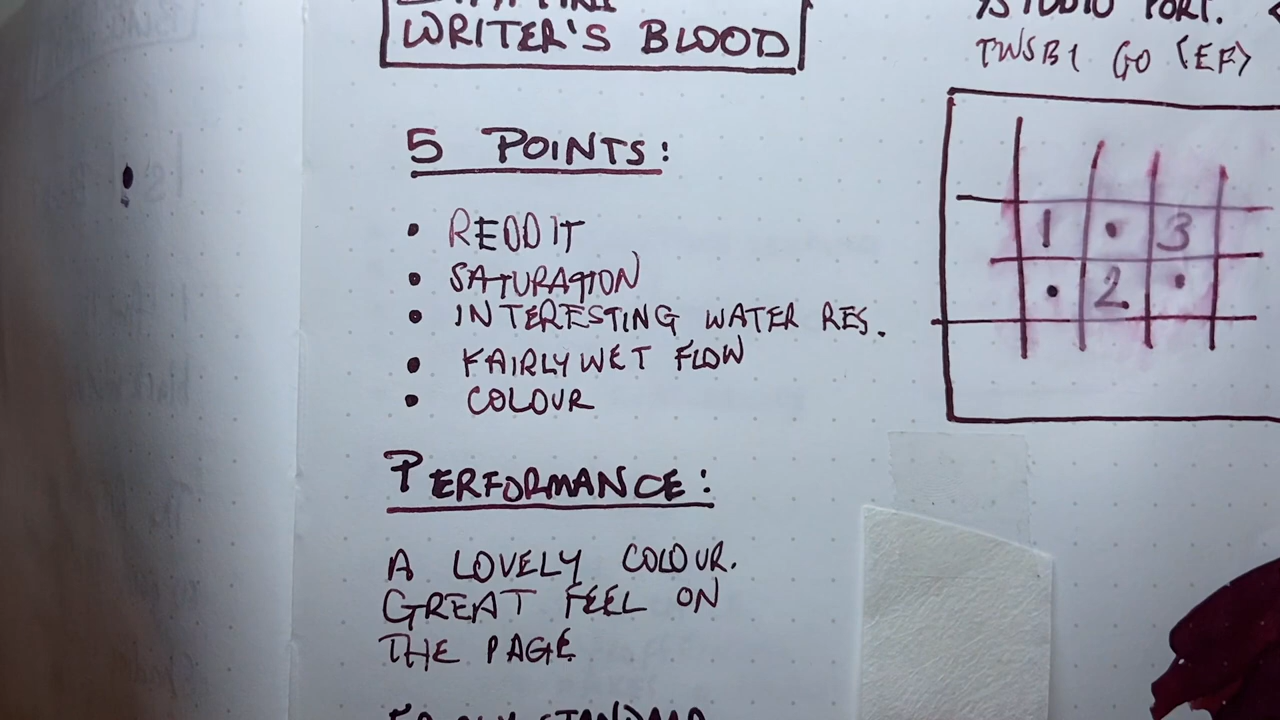 WRITER'S BLOOD
5 POINTS:
• REDDIT
• SATURATION
• INTERESTING WATER RES.
• FAIRLY WET FLOW
• COLOUR
PERFORMANCE:
A LOVELY COLOUR.
GREAT FEEL ON
THE PAGE
PORT.
TWSBI GO (EF)
1 • 3
• 2 •